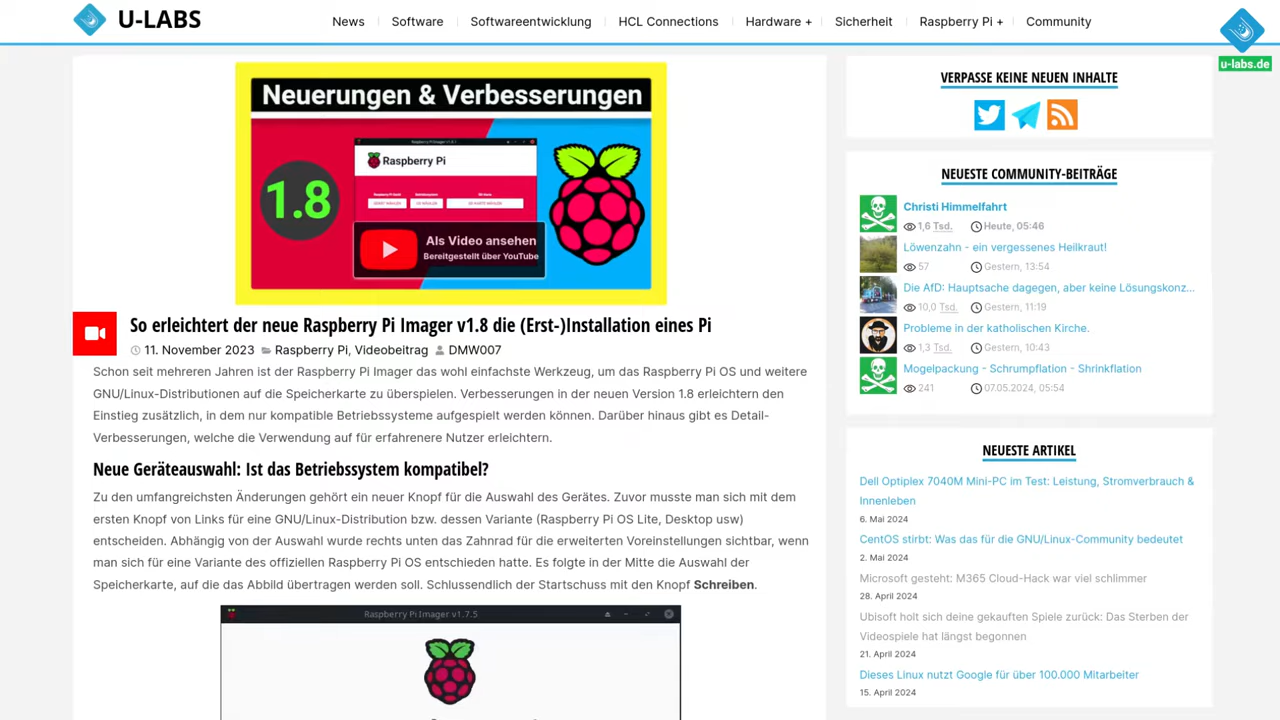 U-LABS
News
Software
Softwareentwicklung
HCL Connections
Hardware +
Sicherheit
Raspberry Pi +
Community
u-labs.de
Neuerungen & Verbesserungen
1.8
Raspberry Pi
Als Video ansehen
Bereitgestellt über YouTube
So erleichtert der neue Raspberry Pi Imager v1.8 die (Erst-)Installation eines Pi
11. November 2023 Raspberry Pi, Videobeitrag DMW007
Schon seit mehreren Jahren ist der Raspberry Pi Imager das wohl einfachste Werkzeug, um das Raspberry Pi OS und weitere
GNU/Linux-Distributionen auf die Speicherkarte zu überspielen. Verbesserungen in der neuen Version 1.8 erleichtern den
Einstieg zusätzlich, in dem nur kompatible Betriebssysteme aufgespielt werden können. Darüber hinaus gibt es Detail-
Verbesserungen, welche die Verwendung auf für erfahrenere Nutzer erleichtern.
Neue Geräteauswahl: Ist das Betriebssystem kompatibel?
Zu den umfangreichsten Änderungen gehört ein neuer Knopf für die Auswahl des Gerätes. Zuvor musste man sich mit dem
ersten Knopf von Links für eine GNU/Linux-Distribution bzw. dessen Variante (Raspberry Pi OS Lite, Desktop usw)
entscheiden. Abhängig von der Auswahl wurde rechts unten das Zahnrad für die erweiterten Voreinstellungen sichtbar, wenn
man sich für eine Variante des offiziellen Raspberry Pi OS entschieden hatte. Es folgte in der Mitte die Auswahl der
Speicherkarte, auf die das Abbild übertragen werden soll. Schlussendlich der Startschuss mit den Knopf Schreiben.
Raspberry Pi Imager v1.7.5
VERPASSE KEINE NEUEN INHALTE
NEUESTE COMMUNITY-BEITRÄGE
Christi Himmelfahrt
1,6 Tsd. Heute, 05:46
Löwenzahn - ein vergessenes Heilkraut!
57 Gestern, 13:54
Die AfD: Hauptsache dagegen, aber keine Lösungskonz...
10,0 Tsd. Gestern, 11:19
Probleme in der katholischen Kirche.
1,3 Tsd. Gestern, 10:43
Mogelpackung - Schrumpflation - Shrinkflation
241 07.05.2024, 05:54
NEUESTE ARTIKEL
Dell Optiplex 7040M Mini-PC im Test: Leistung, Stromverbrauch &
Innenleben
6. Mai 2024
CentOS stirbt: Was das für die GNU/Linux-Community bedeutet
2. Mai 2024
Microsoft gesteht: M365 Cloud-Hack war viel schlimmer
28. April 2024
Ubisoft holt sich deine gekauften Spiele zurück: Das Sterben der
Videospiele hat längst begonnen
21. April 2024
Dieses Linux nutzt Google für über 100.000 Mitarbeiter
15. April 2024